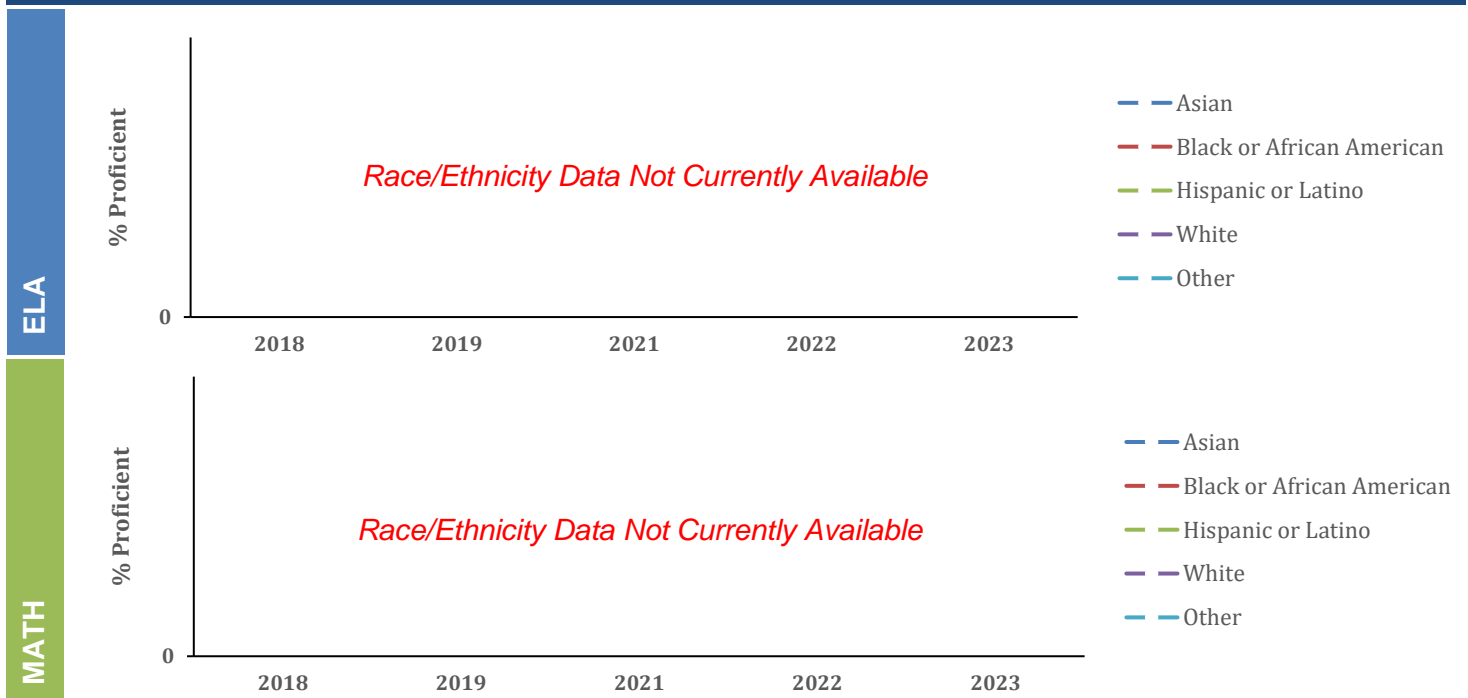 ELA
% Proficient
Race/Ethnicity Data Not Currently Available
0
2018 2019 2021 2022 2023
Asian
Black or African American
Hispanic or Latino
White
Other
MATH
% Proficient
Race/Ethnicity Data Not Currently Available
0
2018 2019 2021 2022 2023
Asian
Black or African American
Hispanic or Latino
White
Other